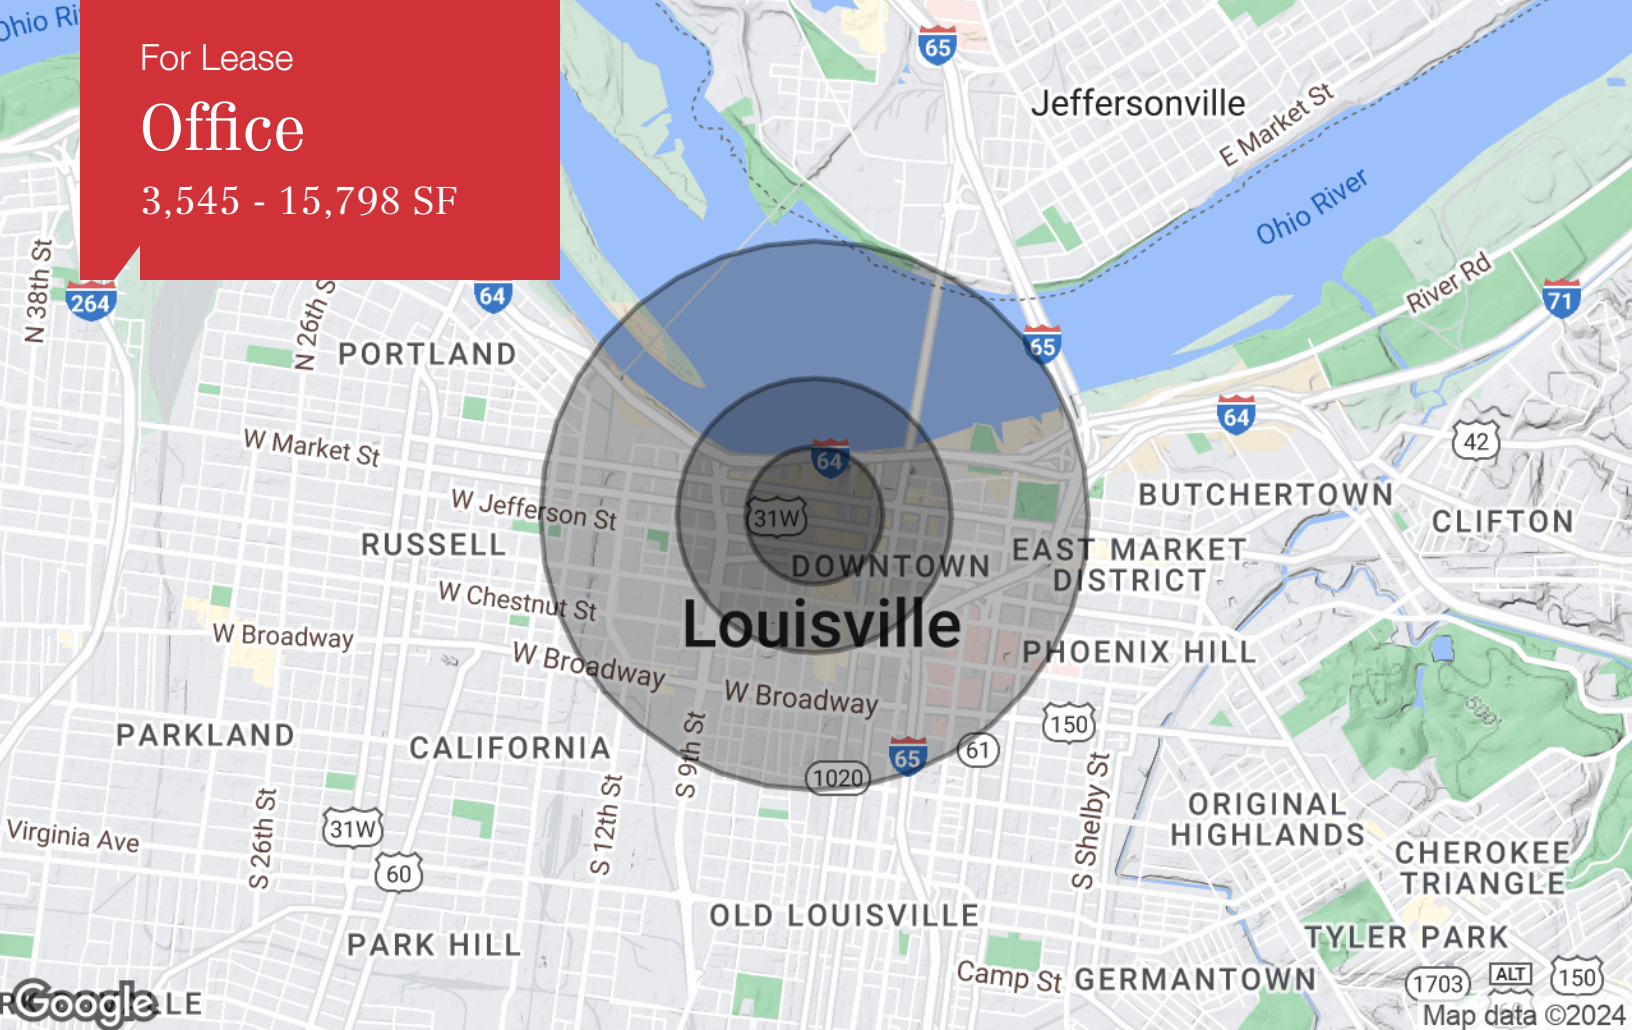 Ohio Ri
For Lease
Office
3,545 - 15,798 SF
65
Jeffersonville
E Market St
Ohio River
River Rd
71
N 38th St
264
N 26th S
64
65
PORTLAND
64
42
W Market St
64
31W
W Jefferson St
BUTCHERTOWN
CLIFTON
RUSSELL
DOWNTOWN
EAST MARKET
DISTRICT
W Chestnut St
Louisville
W Broadway
W Broadway
PHOENIX HILL
W Broadway
150
PARKLAND
CALIFORNIA
S 9th St
65
61
1020
S 12th St
S 26th St
S Shelby St
ORIGINAL
HIGHLANDS
Virginia Ave
31W
60
CHEROKEE
TRIANGLE
OLD LOUISVILLE
PARK HILL
TYLER PARK
Camp St
GERMANTOWN
1703
ALT
150
Google
LE
Map data ©2024